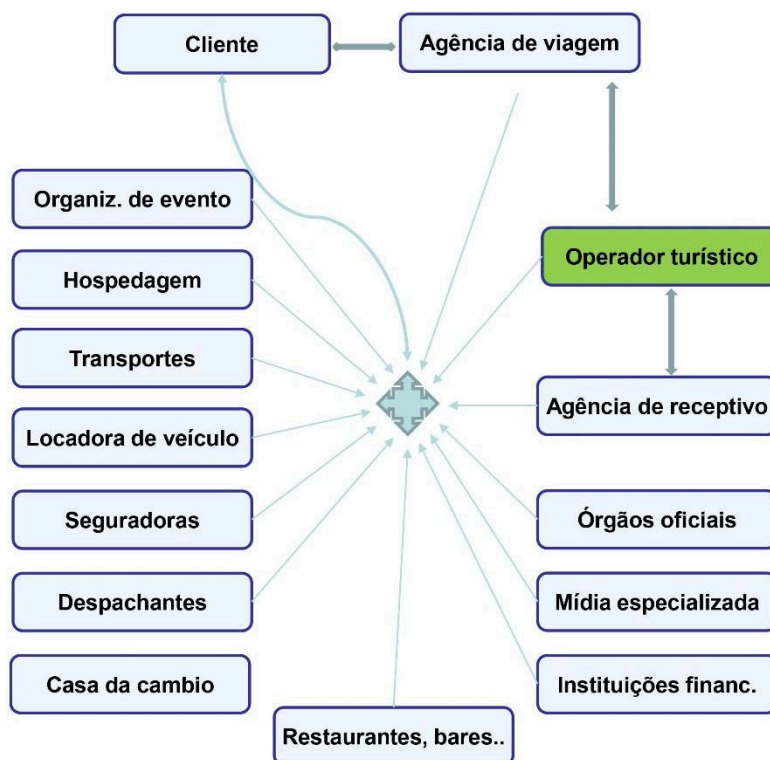 Cliente
Agência de viagem
Organiz. de evento
Operador turístico
Hospedagem
Transportes
Agência de receptivo
Locadora de veículo
Seguradoras
Órgãos oficiais
Despachantes
Mídia especializada
Casa da cambio
Instituições financ.
Restaurantes, bares..